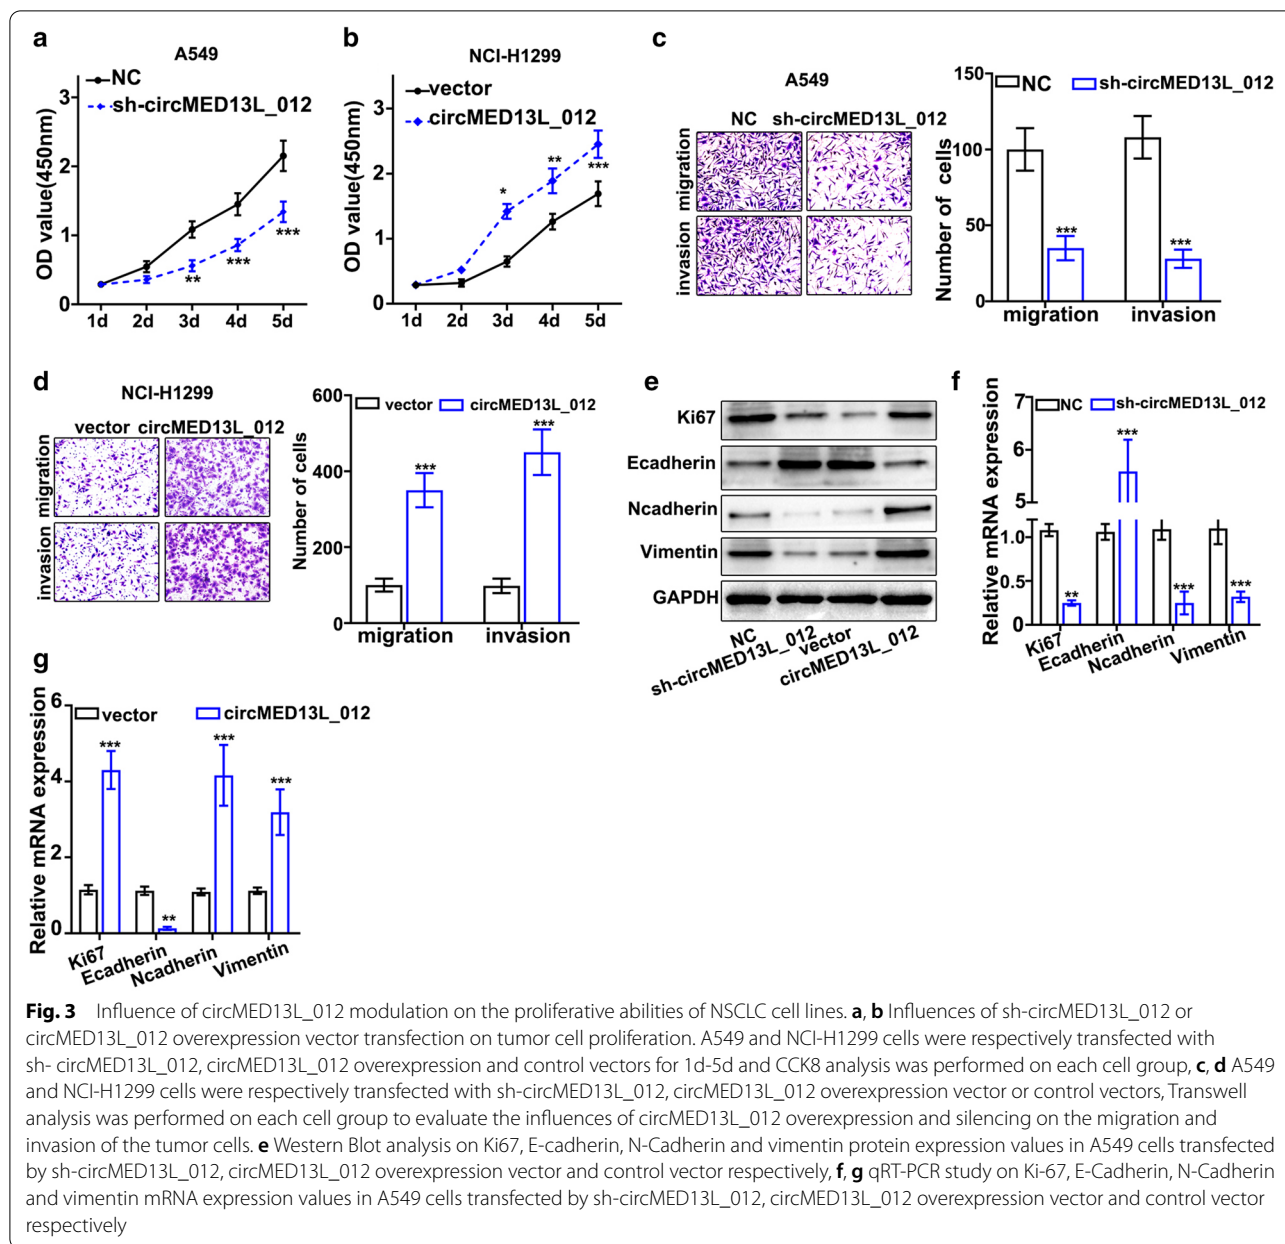 a
A549
NC
sh-circMED13L_012
OD value(450nm)
3
2
1
0
1d 2d 3d 4d 5d
** *** ***
b
NCI-H1299
vector
circMED13L_012
OD value(450nm)
3
2
1
0
1d 2d 3d 4d 5d
* ** ***
c
A549
NC sh-circMED13L_012
migration
invasion
NC sh-circMED13L_012
Number of cells
150
100
50
0
*** ***
migration invasion
d
NCI-H1299
vector circMED13L_012
migration
invasion
vector circMED13L_012
Number of cells
600
400
200
0
*** ***
migration invasion
e
Ki67
Ecadherin
Ncadherin
Vimentin
GAPDH
NC sh-circMED13L_012 vector circMED13L_012
f
NC sh-circMED13L_012
Relative mRNA expression
7
6
5
1.0
0.5
0
** *** *** ***
Ki67 Ecadherin Ncadherin Vimentin
g
vector circMED13L_012
Relative mRNA expression
6
4
2
0
*** ** *** ***
Ki67 Ecadherin Ncadherin Vimentin
Fig. 3 Influence of circMED13L_012 modulation on the proliferative abilities of NSCLC cell lines. a, b Influences of sh-circMED13L_012 or
circMED13L_012 overexpression vector transfection on tumor cell proliferation. A549 and NCI-H1299 cells were respectively transfected with
sh- circMED13L_012, circMED13L_012 overexpression and control vectors for 1d-5d and CCK8 analysis was performed on each cell group, c, d A549
and NCI-H1299 cells were respectively transfected with sh-circMED13L_012, circMED13L_012 overexpression vector or control vectors, Transwell
analysis was performed on each cell group to evaluate the influences of circMED13L_012 overexpression and silencing on the migration and
invasion of the tumor cells. e Western Blot analysis on Ki67, E-cadherin, N-Cadherin and vimentin protein expression values in A549 cells transfected
by sh-circMED13L_012, circMED13L_012 overexpression vector and control vector respectively, f, g qRT-PCR study on Ki-67, E-Cadherin, N-Cadherin
and vimentin mRNA expression values in A549 cells transfected by sh-circMED13L_012, circMED13L_012 overexpression vector and control vector
respectively